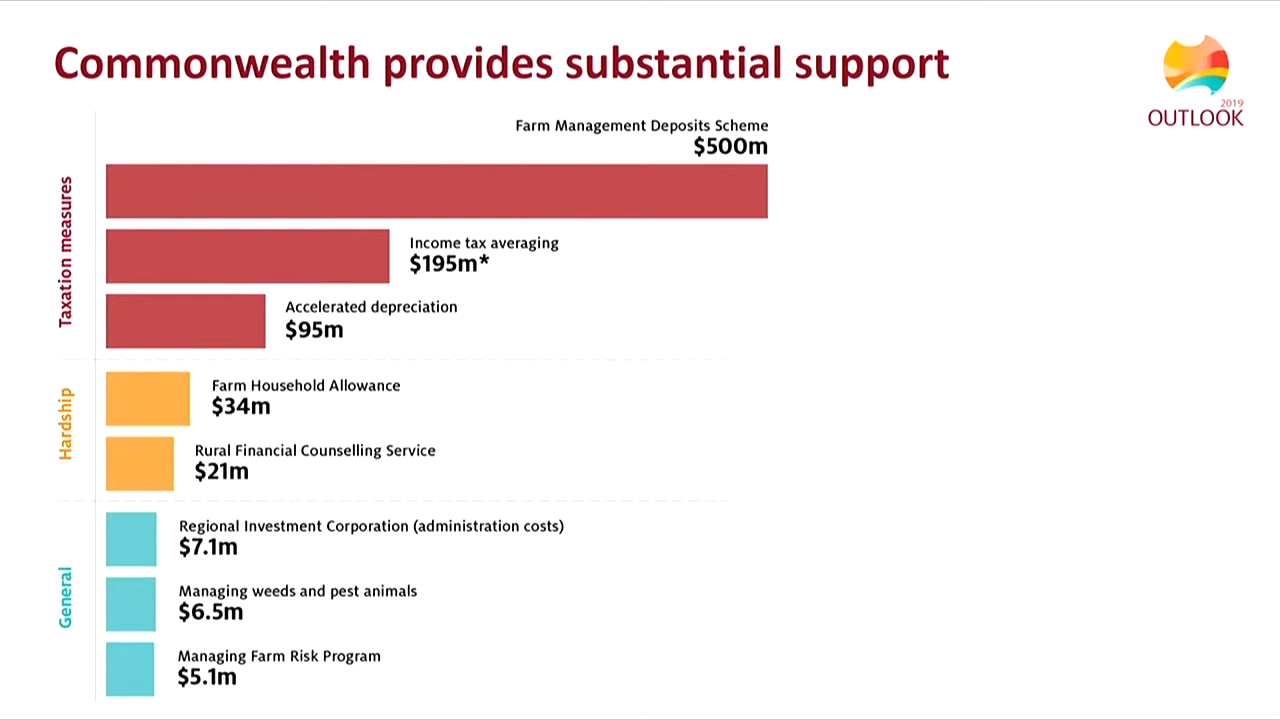 Commonwealth provides substantial support
2019
OUTLOOK
Taxation measures
Farm Management Deposits Scheme
$500m
Income tax averaging
$195m*
Accelerated depreciation
$95m
Hardship
Farm Household Allowance
$34m
Rural Financial Counselling Service
$21m
General
Regional Investment Corporation (administration costs)
$7.1m
Managing weeds and pest animals
$6.5m
Managing Farm Risk Program
$5.1m